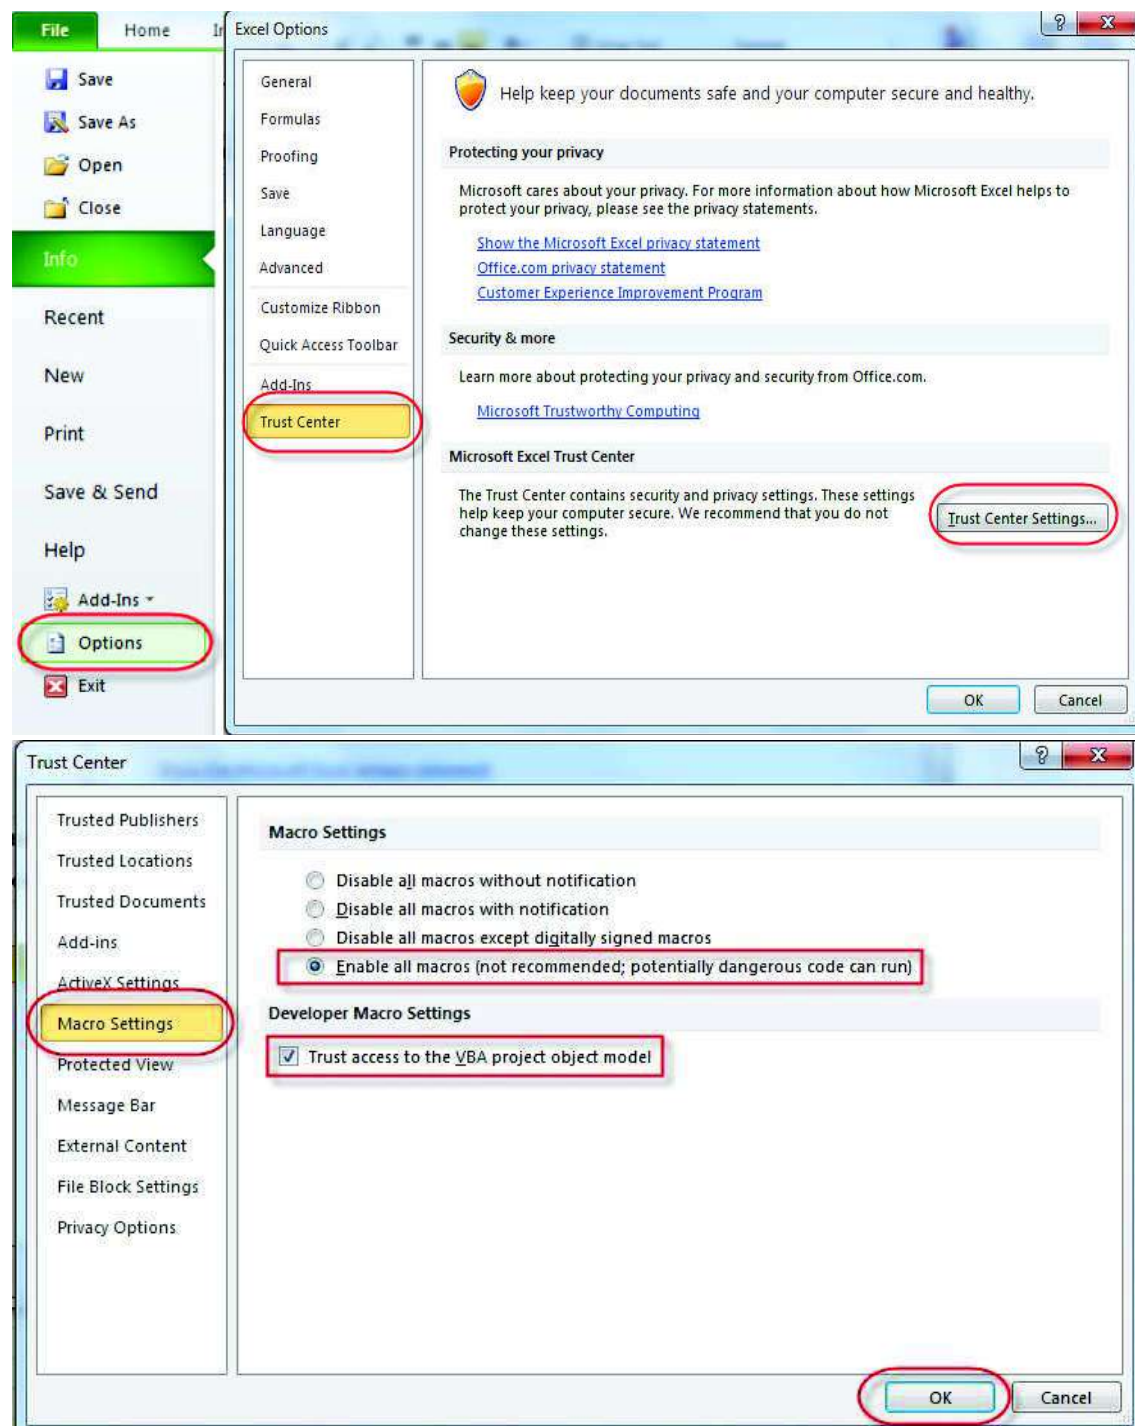 File
Home
Save
Save As
Open
Close
Info
Recent
New
Print
Save & Send
Help
Add-Ins
Options
Exit
Excel Options
General
Formulas
Proofing
Save
Language
Advanced
Customize Ribbon
Quick Access Toolbar
Add-Ins
Trust Center
Help keep your documents safe and your computer secure and healthy.
Protecting your privacy
Microsoft cares about your privacy. For more information about how Microsoft Excel helps to
protect your privacy, please see the privacy statements.
Show the Microsoft Excel privacy statement
Office.com privacy statement
Customer Experience Improvement Program
Security & more
Learn more about protecting your privacy and security from Office.com.
Microsoft Trustworthy Computing
Microsoft Excel Trust Center
The Trust Center contains security and privacy settings. These settings
help keep your computer secure. We recommend that you do not
change these settings.
Trust Center Settings...
OK
Cancel
Trust Center
Trusted Publishers
Trusted Locations
Trusted Documents
Add-ins
ActiveX Settings
Macro Settings
Protected View
Message Bar
External Content
File Block Settings
Privacy Options
Macro Settings
Disable all macros without notification
Disable all macros with notification
Disable all macros except digitally signed macros
Enable all macros (not recommended; potentially dangerous code can run)
Developer Macro Settings
Trust access to the VBA project object model
OK
Cancel